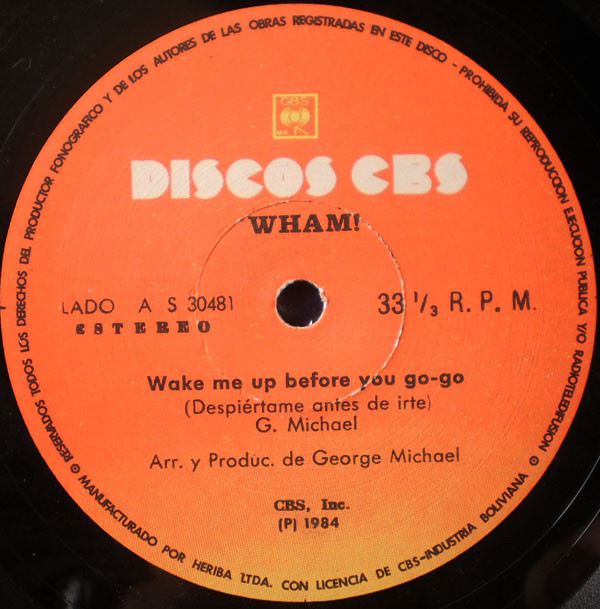 RESERVADOS TODOS LOS DERECHOS DEL PRODUCTOR FONOGRAFICO Y DE LOS AUTORES DE LAS OBRAS REGISTRADAS EN ESTE DISCO - PROHIBIDA SU REPRODUCCION EJECUCION PUBLICA Y/O RADIOTELEDIFUSION
CBS
DISCOS CBS
WHAM!
LADO A S 30481
33 1/3 R. P. M.
ESTEREO
Wake me up before you go-go
(Despiértame antes de irte)
G. Michael
Arr. y Produc. de George Michael
CBS, Inc.
(P) 1984
MANUFACTURADO POR HERIBA LTDA. CON LICENCIA DE CBS-INDUSTRIA BOLIVIANA